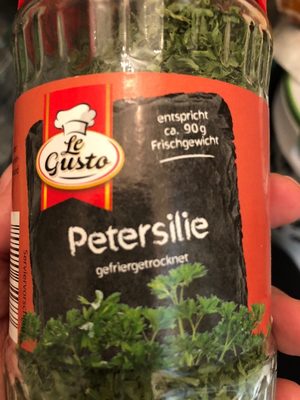 Le
Gusto
entspricht
ca. 90g
Frischgewicht
Petersilie
gefriergetrocknet